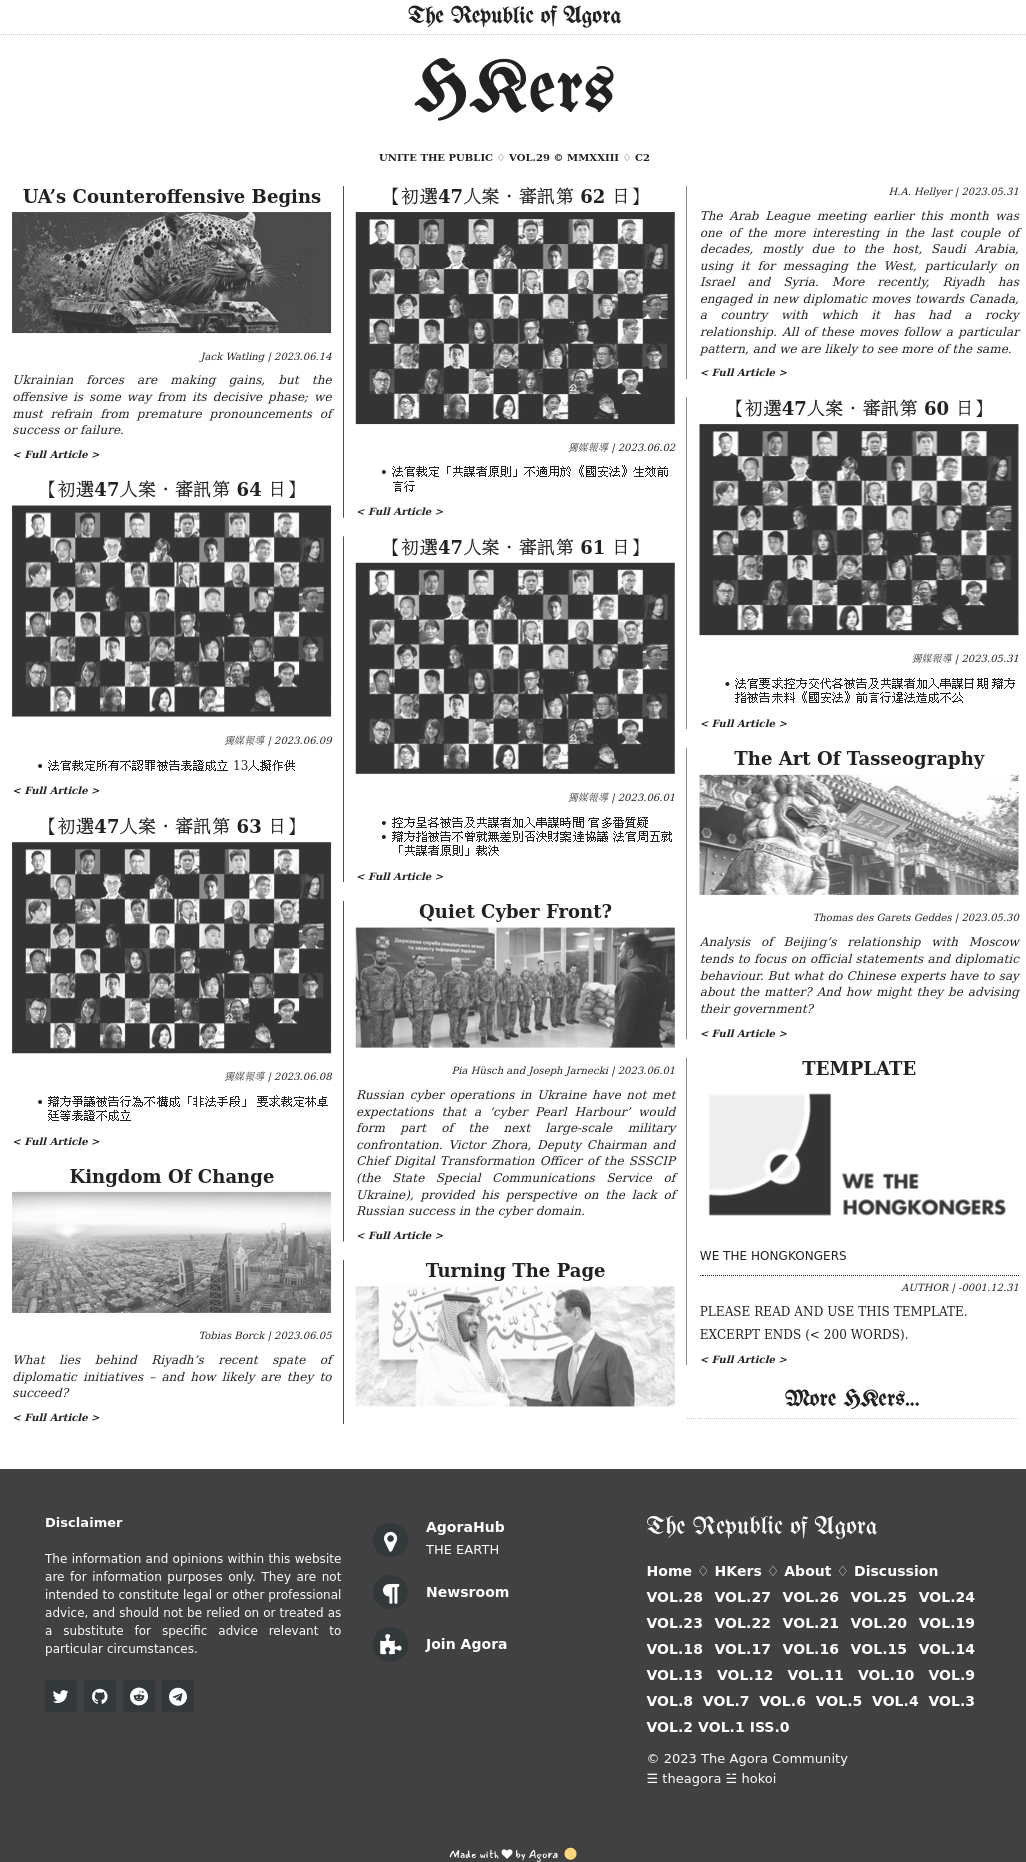 The Republic of Agora
HKers
UNITE THE PUBLIC ♢ VOL.29 © MMXXIII ♢ C2
UA’s Counteroffensive Begins
Jack Watling | 2023.06.14
Ukrainian forces are making gains, but the
offensive is some way from its decisive phase; we
must refrain from premature pronouncements of
success or failure.
< Full Article >
【初選47人案・審訊第 64 日】
獨媒報導 | 2023.06.09
• 法官裁定所有不認罪被告表證成立 13人擬作供
< Full Article >
【初選47人案・審訊第 63 日】
獨媒報導 | 2023.06.08
• 辯方爭議被告行為不構成「非法手段」 要求裁定林卓
廷等表證不成立
< Full Article >
Kingdom Of Change
Tobias Borck | 2023.06.05
What lies behind Riyadh’s recent spate of
diplomatic initiatives – and how likely are they to
succeed?
< Full Article >
【初選47人案・審訊第 62 日】
獨媒報導 | 2023.06.02
• 法官裁定「共謀者原則」不適用於《國安法》生效前
言行
< Full Article >
【初選47人案・審訊第 61 日】
獨媒報導 | 2023.06.01
• 控方呈各被告及共謀者加入串謀時間 官多番質疑
• 辯方指被告不曾就無差別否決財案達協議 法官周五就
「共謀者原則」裁決
< Full Article >
Quiet Cyber Front?
Державна служба спеціального зв'язку
та захисту інформації України
Pia Hüsch and Joseph Jarnecki | 2023.06.01
Russian cyber operations in Ukraine have not met
expectations that a ‘cyber Pearl Harbour’ would
form part of the next large-scale military
confrontation. Victor Zhora, Deputy Chairman and
Chief Digital Transformation Officer of the SSSCIP
(the State Special Communications Service of
Ukraine), provided his perspective on the lack of
Russian success in the cyber domain.
< Full Article >
Turning The Page
H.A. Hellyer | 2023.05.31
The Arab League meeting earlier this month was
one of the more interesting in the last couple of
decades, mostly due to the host, Saudi Arabia,
using it for messaging the West, particularly on
Israel and Syria. More recently, Riyadh has
engaged in new diplomatic moves towards Canada,
a country with which it has had a rocky
relationship. All of these moves follow a particular
pattern, and we are likely to see more of the same.
< Full Article >
【初選47人案・審訊第 60 日】
獨媒報導 | 2023.05.31
• 法官要求控方交代各被告及共謀者加入串謀日期 辯方
指被告未料《國安法》前言行違法造成不公
< Full Article >
The Art Of Tasseography
Thomas des Garets Geddes | 2023.05.30
Analysis of Beijing’s relationship with Moscow
tends to focus on official statements and diplomatic
behaviour. But what do Chinese experts have to say
about the matter? And how might they be advising
their government?
< Full Article >
TEMPLATE
WE THE
HONGKONGERS
WE THE HONGKONGERS
AUTHOR | -0001.12.31
PLEASE READ AND USE THIS TEMPLATE.
EXCERPT ENDS (< 200 WORDS).
< Full Article >
More HKers...
Disclaimer
The information and opinions within this website
are for information purposes only. They are not
intended to constitute legal or other professional
advice, and should not be relied on or treated as
a substitute for specific advice relevant to
particular circumstances.
AgoraHub
THE EARTH
Newsroom
Join Agora
The Republic of Agora
Home ♢ HKers ♢ About ♢ Discussion
VOL.28 VOL.27 VOL.26 VOL.25 VOL.24
VOL.23 VOL.22 VOL.21 VOL.20 VOL.19
VOL.18 VOL.17 VOL.16 VOL.15 VOL.14
VOL.13 VOL.12 VOL.11 VOL.10 VOL.9
VOL.8 VOL.7 VOL.6 VOL.5 VOL.4 VOL.3
VOL.2 VOL.1 ISS.0
© 2023 The Agora Community
☰ theagora ☱ hokoi
Made with ♥ by Agora